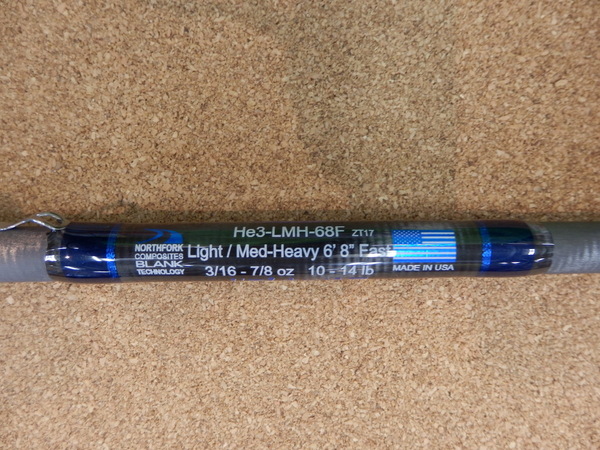 He3-LMH-68F ZT17
NORTHFORK
COMPOSITES
BLANK
TECHNOLOGY
Light / Med-Heavy 6' 8" Fast
3/16 - 7/8 oz 10 - 14 lb
MADE IN USA